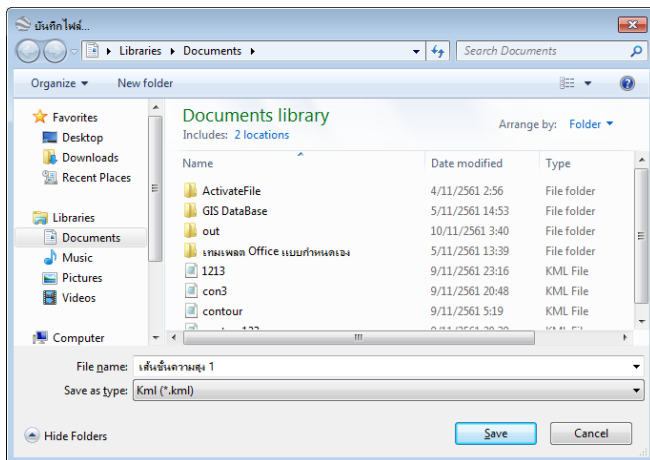 บันทึกไฟล์...
Libraries Documents Search Documents
Organize New folder
Favorites
Desktop
Downloads
Recent Places
Libraries
Documents
Music
Pictures
Videos
Computer
Documents library
Includes: 2 locations
Arrange by: Folder
Name Date modified Type
ActivateFile 4/11/2561 2:56 File folder
GIS DataBase 5/11/2561 14:53 File folder
out 10/11/2561 3:40 File folder
เทมเพลต Office แบบกำหนดเอง 5/11/2561 13:39 File folder
1213 9/11/2561 23:16 KML File
con3 9/11/2561 20:48 KML File
contour 9/11/2561 5:19 KML File
File name: เส้นชั้นความสูง 1
Save as type: Kml (*.kml)
Hide Folders Save Cancel